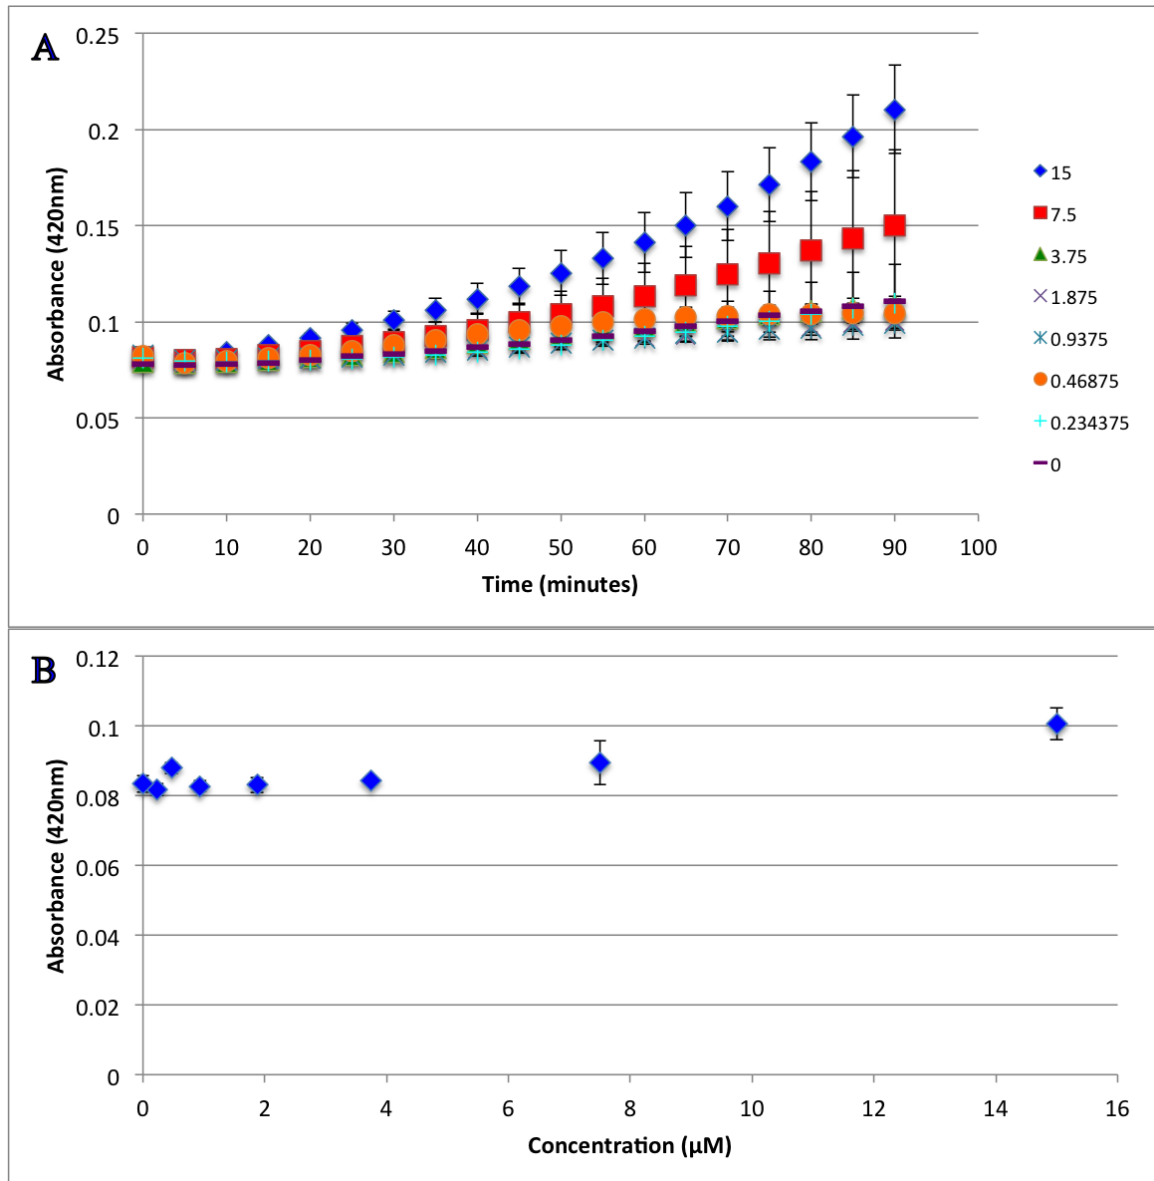 A
0.25
0.2
0.15
0.1
0.05
0
Absorbance (420nm)
0 10 20 30 40 50 60 70 80 90 100
Time (minutes)
15
7.5
3.75
1.875
0.9375
0.46875
0.234375
0
B
0.12
0.1
0.08
0.06
0.04
0.02
0
Absorbance (420nm)
0 2 4 6 8 10 12 14 16
Concentration (µM)